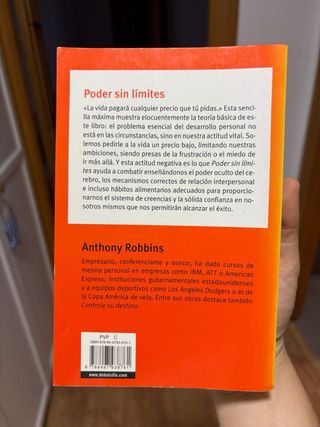 Poder sin límites
«La vida pagará cualquier precio que tú pidas.» Esta senci-
lla máxima muestra elocuentemente la teoría básica de es-
te libro: el problema esencial del desarrollo personal no
está en las circunstancias, sino en nuestra actitud vital. So-
lemos pedirle a la vida un precio bajo, limitando nuestras
ambiciones, siendo presas de la frustración o el miedo de
ir más allá. Y esta actitud negativa es lo que Poder sin lími-
tes ayuda a combatir enseñándonos el poder oculto del ce-
rebro, los mecanismos correctos de relación interpersonal
e incluso hábitos alimentarios adecuados para proporcio-
narnos el sistema de creencias y la sólida confianza en no-
sotros mismos que nos permitirán alcanzar el éxito.
Anthony Robbins
Empresario, conferenciante y asesor, ha dado cursos de
mejora personal en empresas como IBM, ATT o American
Express; instituciones gubernamentales estadounidenses
y a equipos deportivos como Los Angeles Dodgers o el de
la Copa América de vela. Entre sus obras destaca también
Controle su destino.
PVP C
www.debolsillo.com